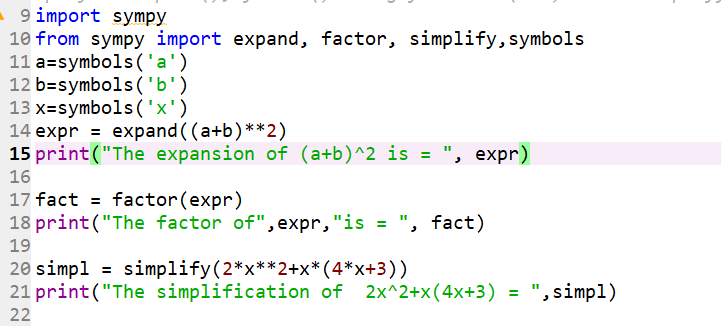 9 import sympy
10 from sympy import expand, factor, simplify,symbols
11 a=symbols('a')
12 b=symbols('b')
13 x=symbols('x')
14 expr = expand((a+b)**2)
15 print("The expansion of (a+b)^2 is = ", expr)
16
17 fact = factor(expr)
18 print("The factor of",expr,"is = ", fact)
19
20 simpl = simplify(2*x**2+x*(4*x+3))
21 print("The simplification of  2x^2+x(4x+3) = ",simpl)
22